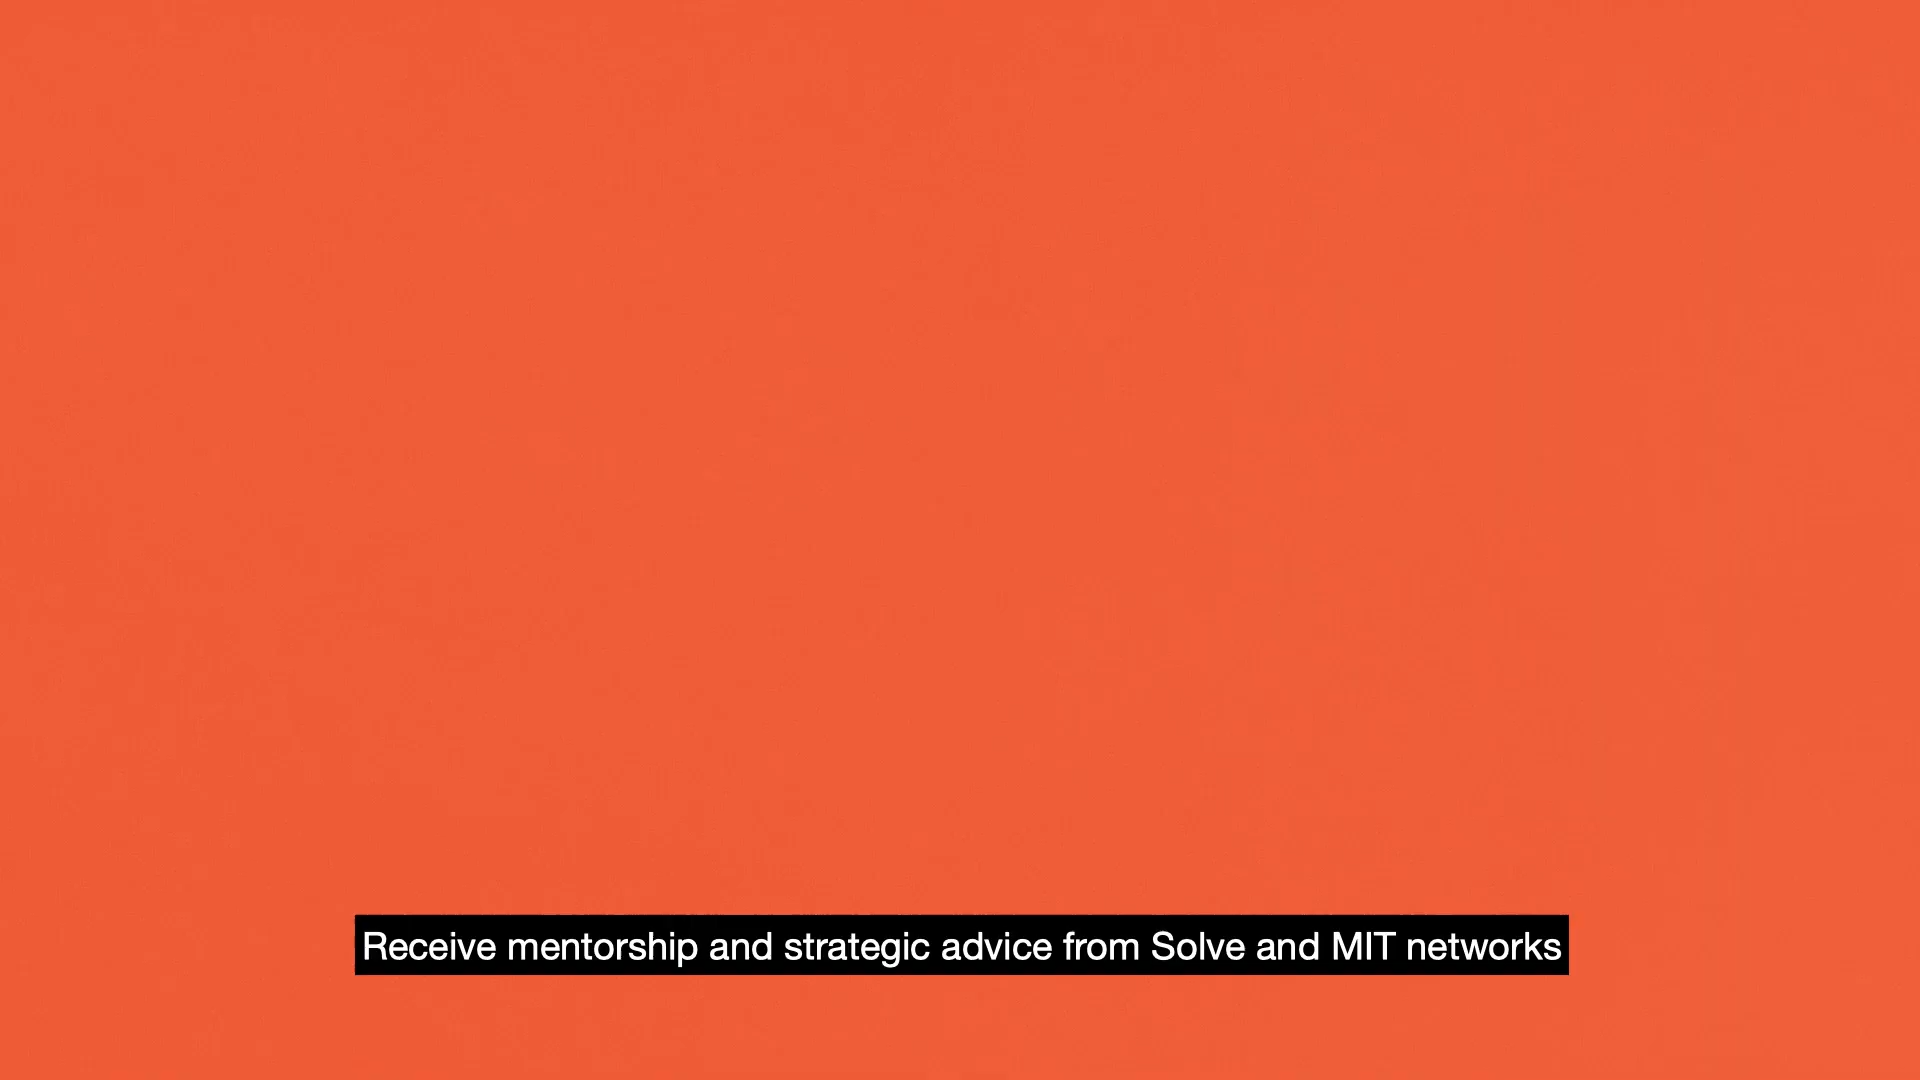 Receive mentorship and strategic advice from Solve and MIT networks